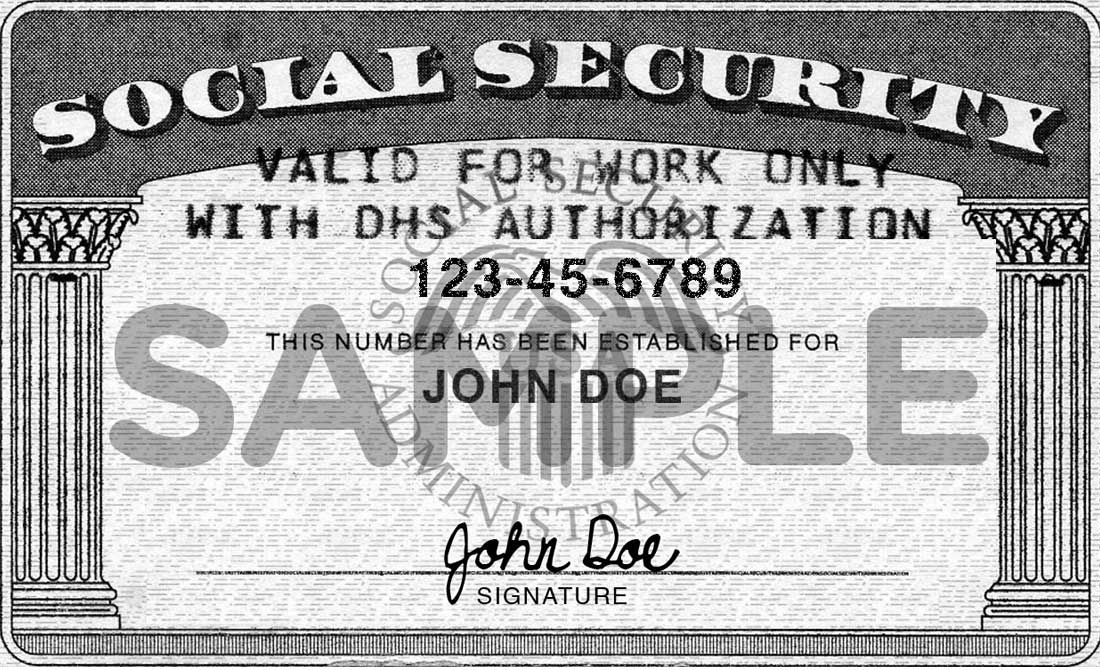 SOCIAL SECURITY
VALID FOR WORK ONLY
WITH DHS AUTHORIZATION
SOCIAL SECURITY
123-45-6789
SAMPLE
THIS NUMBER HAS BEEN ESTABLISHED FOR
USA
JOHN DOE
ADMINISTRATION
John Doe
SIGNATURE